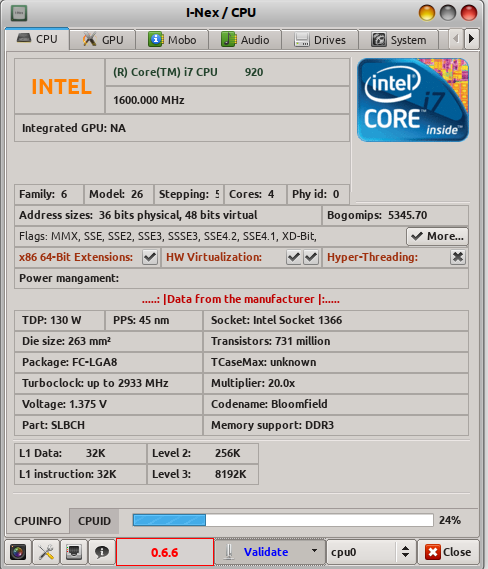 I-Nex / CPU
CPU GPU Mobo Audio Drives System
INTEL
(R) Core(TM) i7 CPU 920
1600.000 MHz
Integrated GPU: NA
intel
CORE i7
inside
Family: 6 Model: 26 Stepping: 5 Cores: 4 Phy id: 0
Address sizes: 36 bits physical, 48 bits virtual Bogomips: 5345.70
Flags: MMX, SSE, SSE2, SSE3, SSSE3, SSE4.2, SSE4.1, XD-Bit, More...
x86 64-Bit Extensions: HW Virtualization: Hyper-Threading:
Power mangament:
.....: |Data from the manufacturer |:.....
TDP: 130 W PPS: 45 nm Socket: Intel Socket 1366
Die size: 263 mm² Transistors: 731 million
Package: FC-LGA8 TCaseMax: unknown
Turboclock: up to 2933 MHz Multiplier: 20.0x
Voltage: 1.375 V Codename: Bloomfield
Part: SLBCH Memory support: DDR3
L1 Data: 32K Level 2: 256K
L1 instruction: 32K Level 3: 8192K
CPUINFO CPUID 24%
0.6.6 Validate cpu0 Close